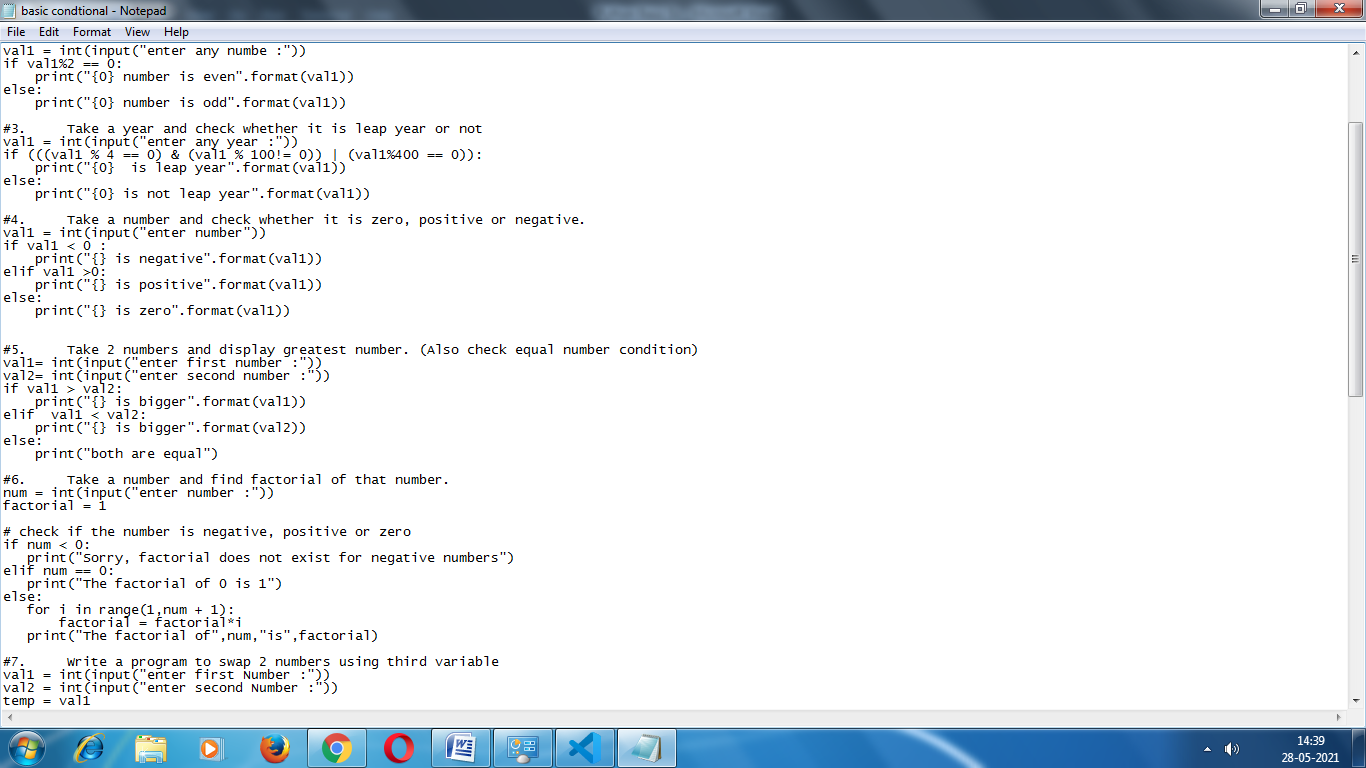 basic condtional - Notepad
File Edit Format View Help
val1 = int(input("enter any numbe :"))
if val1%2 == 0:
    print("{0} number is even".format(val1))
else:
    print("{0} number is odd".format(val1))

#3.     Take a year and check whether it is leap year or not
val1 = int(input("enter any year :"))
if (((val1 % 4 == 0) & (val1 % 100!= 0)) | (val1%400 == 0)):
    print("{0}  is leap year".format(val1))
else:
    print("{0} is not leap year".format(val1))

#4.     Take a number and check whether it is zero, positive or negative.
val1 = int(input("enter number"))
if val1 < 0 :
    print("{} is negative".format(val1))
elif val1 >0:
    print("{} is positive".format(val1))
else:
    print("{} is zero".format(val1))


#5.     Take 2 numbers and display greatest number. (Also check equal number condition)
val1= int(input("enter first number :"))
val2= int(input("enter second number :"))
if val1 > val2:
    print("{} is bigger".format(val1))
elif  val1 < val2:
    print("{} is bigger".format(val2))
else:
    print("both are equal")

#6.     Take a number and find factorial of that number.
num = int(input("enter number :"))
factorial = 1

# check if the number is negative, positive or zero
if num < 0:
   print("Sorry, factorial does not exist for negative numbers")
elif num == 0:
   print("The factorial of 0 is 1")
else:
   for i in range(1,num + 1):
       factorial = factorial*i
   print("The factorial of",num,"is",factorial)

#7.     Write a program to swap 2 numbers using third variable
val1 = int(input("enter first Number :"))
val2 = int(input("enter second Number :"))
temp = val1
14:39
28-05-2021